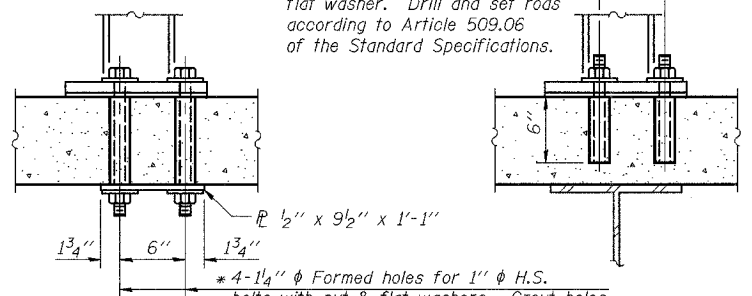 flat washer. Drill and set rods
according to Article 509.06
of the Standard Specifications.
6"
℄ 1/2" x 9 1/2" x 1'-1"
1 3/4" 6" 1 3/4"
* 4-1 1/4" ϕ Formed holes for 1" ϕ H.S.
bolts with nut & flat washers. Grout holes